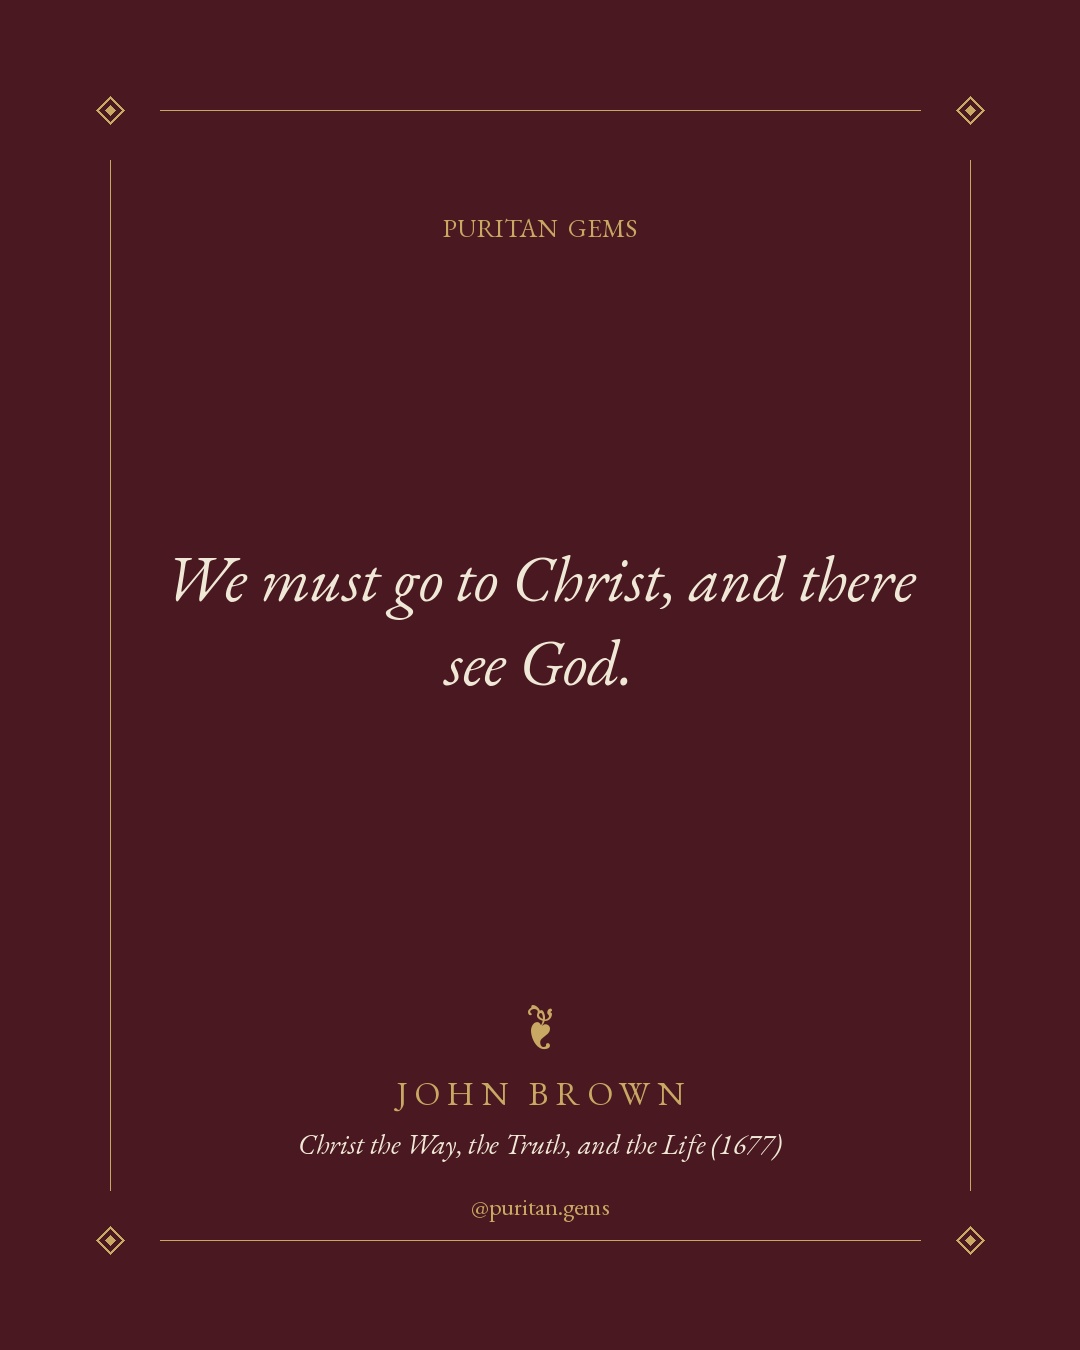 PURITAN GEMS
We must go to Christ, and there
see God.
JOHN BROWN
Christ the Way, the Truth, and the Life (1677)
@puritan.gems